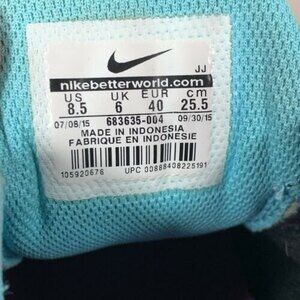 JJ
nikebetterworld.com
US UK EUR cm
8.5 6 40 25.5
07/08/15 683635-004 09/30/15
MADE IN INDONESIA
FABRIQUE EN INDONESIE
105920676 UPC 00888408225191